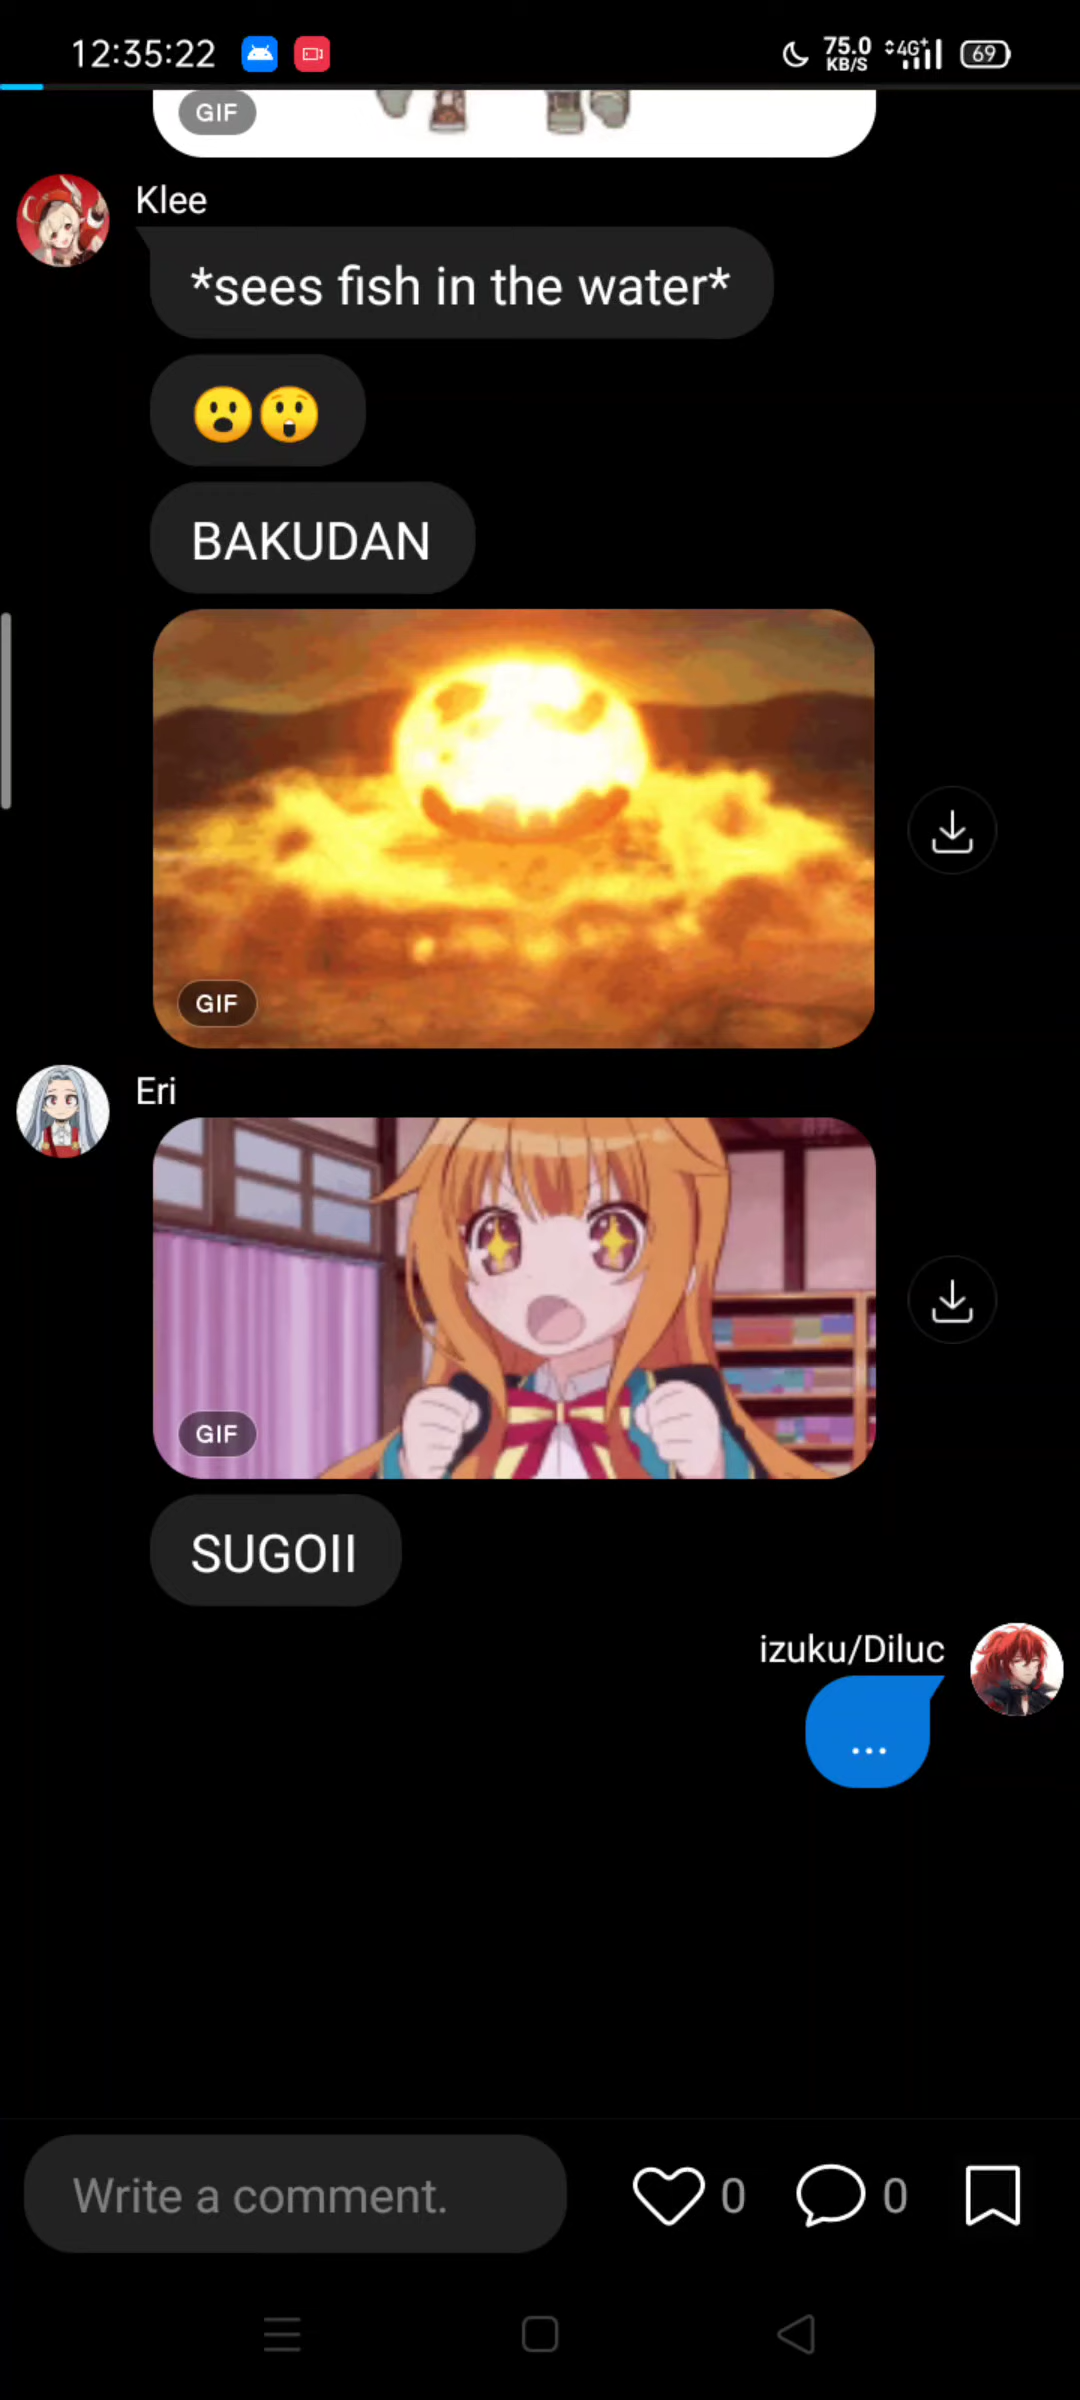 12:35:22
75.0
KB/S
4G+
69
GIF
Klee
*sees fish in the water*
😮😲
BAKUDAN
GIF
Eri
GIF
SUGOII
izuku/Diluc
...
Write a comment.
0
0